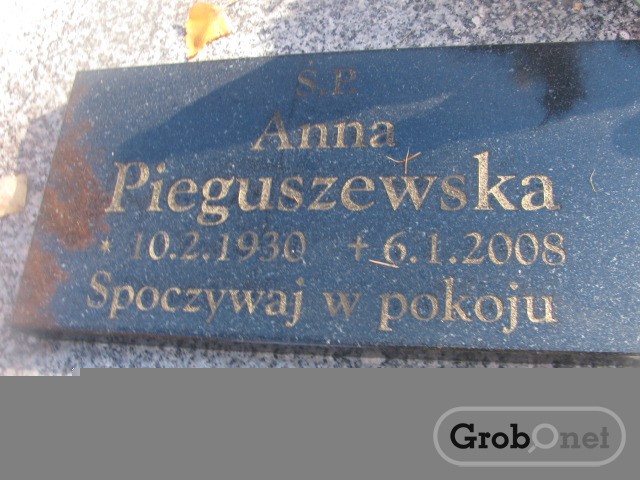 Ś.P.
Anna
Pieguszewska
* 10.2.1930 + 6.1.2008
Spoczywaj w pokoju
Grobonet